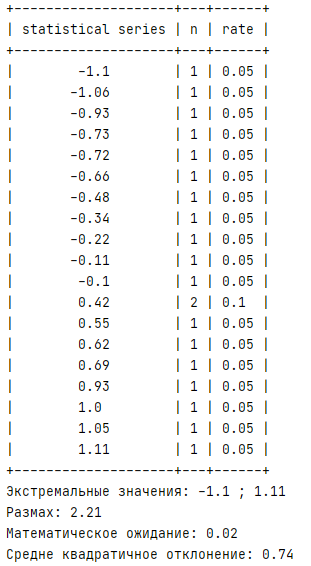 +--------------------+---+------+
| statistical series | n | rate |
+--------------------+---+------+
|        -1.1        | 1 | 0.05 |
|       -1.06        | 1 | 0.05 |
|       -0.93        | 1 | 0.05 |
|       -0.73        | 1 | 0.05 |
|       -0.72        | 1 | 0.05 |
|       -0.66        | 1 | 0.05 |
|       -0.48        | 1 | 0.05 |
|       -0.34        | 1 | 0.05 |
|       -0.22        | 1 | 0.05 |
|       -0.11        | 1 | 0.05 |
|        -0.1        | 1 | 0.05 |
|        0.42        | 2 | 0.1  |
|        0.55        | 1 | 0.05 |
|        0.62        | 1 | 0.05 |
|        0.69        | 1 | 0.05 |
|        0.93        | 1 | 0.05 |
|        1.0         | 1 | 0.05 |
|        1.05        | 1 | 0.05 |
|        1.11        | 1 | 0.05 |
+--------------------+---+------+
Экстремальные значения: -1.1 ; 1.11
Размах: 2.21
Математическое ожидание: 0.02
Средне квадратичное отклонение: 0.74